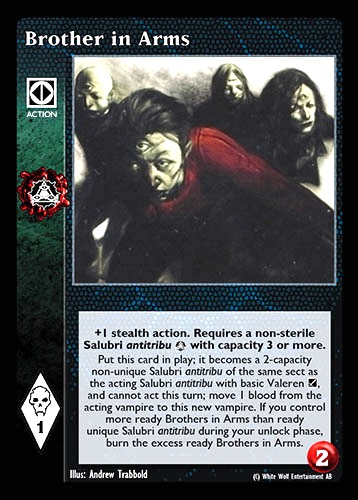 Brother in Arms
ACTION
+1 stealth action. Requires a non-sterile
Salubri antitribu with capacity 3 or more.
Put this card in play; it becomes a 2-capacity
non-unique Salubri antitribu of the same sect as
the acting Salubri antitribu with basic Valeren ,
and cannot act this turn; move 1 blood from the
acting vampire to this new vampire. If you control
more ready Brothers in Arms than ready
unique Salubri antitribu during your unlock phase,
burn the excess ready Brothers in Arms.
1
2
Illus: Andrew Trabbold
(C) White Wolf Entertainment AB